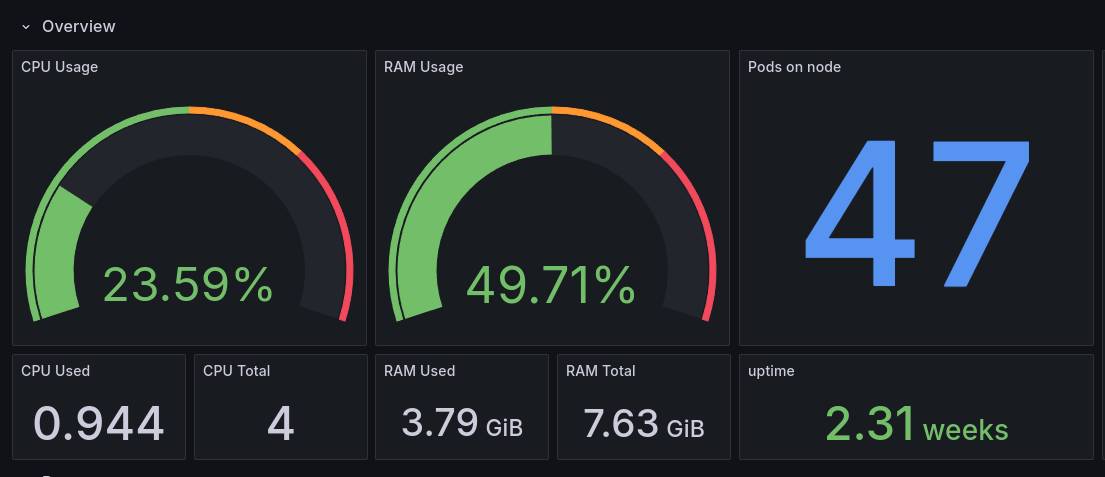 Overview
CPU Usage
23.59%
RAM Usage
49.71%
Pods on node
47
CPU Used
0.944
CPU Total
4
RAM Used
3.79 GiB
RAM Total
7.63 GiB
uptime
2.31 weeks